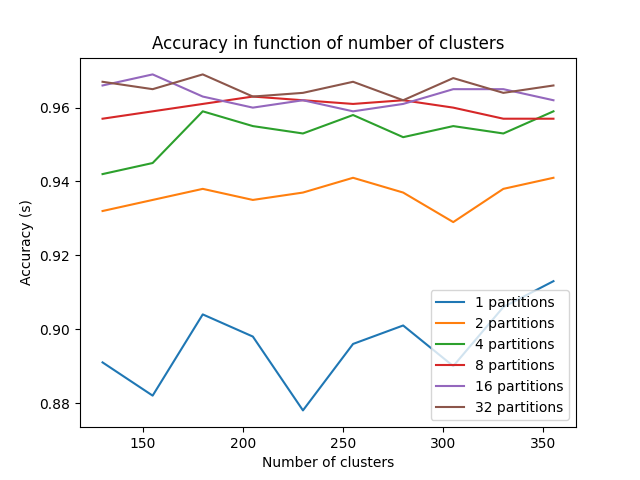 Accuracy in function of number of clusters
Accuracy (s)
0.96
0.94
0.92
0.90
0.88
1 partitions
2 partitions
4 partitions
8 partitions
16 partitions
32 partitions
150 200 250 300 350
Number of clusters